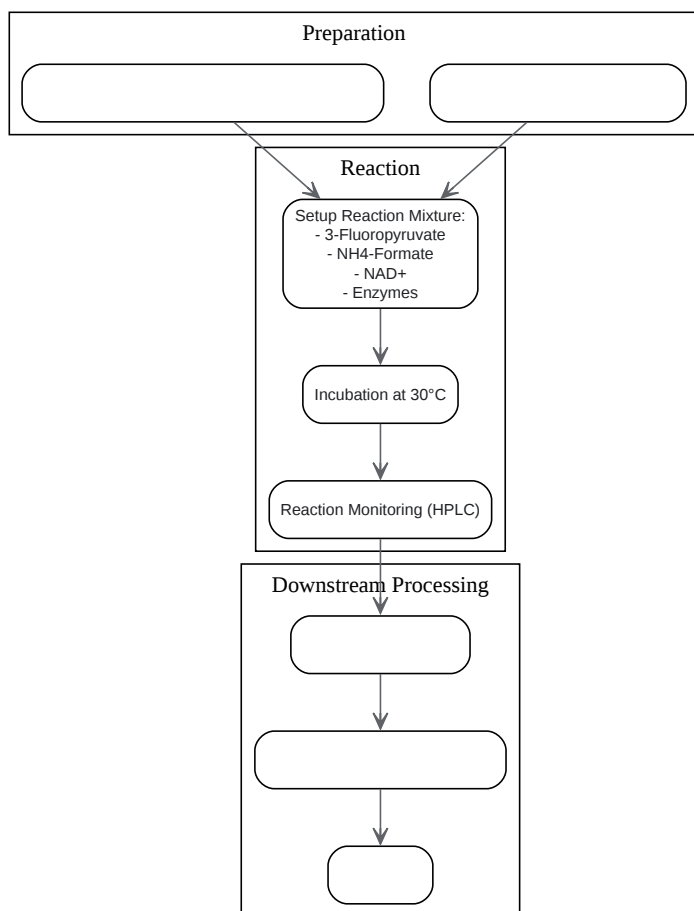 Preparation
Reaction
Setup Reaction Mixture:
- 3-Fluoropyruvate
- NH4-Formate
- NAD+
- Enzymes
Incubation at 30°C
Reaction Monitoring (HPLC)
Downstream Processing